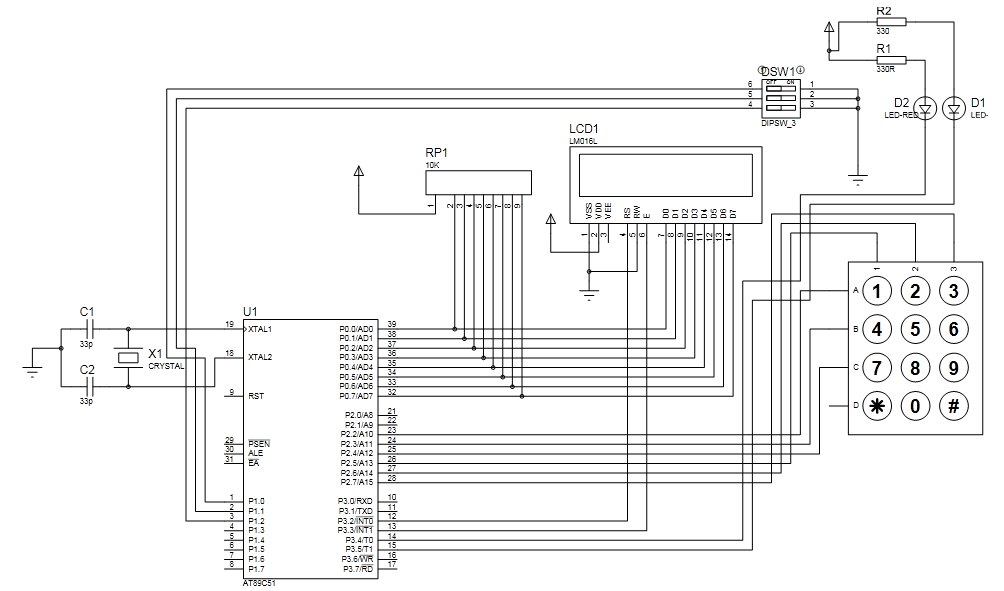 R2
330
R1
330R
DSW1
OFF ON
6 1
5 2
4 3
DIPSW_3
D2
LED-RED
D1
LED-
LCD1
LM016L
VSS VDD VEE RS RW E D0 D1 D2 D3 D4 D5 D6 D7
1 2 3 4 5 6 7 8 9 10 11 12 13 14
RP1
10K
1 2 3 4 5 6 7 8 9
1 2 3
A 1 2 3
B 4 5 6
C 7 8 9
D * 0 #
C1
33p
X1
CRYSTAL
C2
33p
U1
19 XTAL1 P0.0/AD0 39
P0.1/AD1 38
P0.2/AD2 37
18 XTAL2 P0.3/AD3 36
P0.4/AD4 35
P0.5/AD5 34
P0.6/AD6 33
9 RST P0.7/AD7 32
P2.0/A8 21
P2.1/A9 22
P2.2/A10 23
29 PSEN P2.3/A11 24
30 ALE P2.4/A12 25
31 EA P2.5/A13 26
P2.6/A14 27
P2.7/A15 28
1 P1.0 P3.0/RXD 10
2 P1.1 P3.1/TXD 11
3 P1.2 P3.2/INT0 12
4 P1.3 P3.3/INT1 13
5 P1.4 P3.4/T0 14
6 P1.5 P3.5/T1 15
7 P1.6 P3.6/WR 16
8 P1.7 P3.7/RD 17
AT89C51